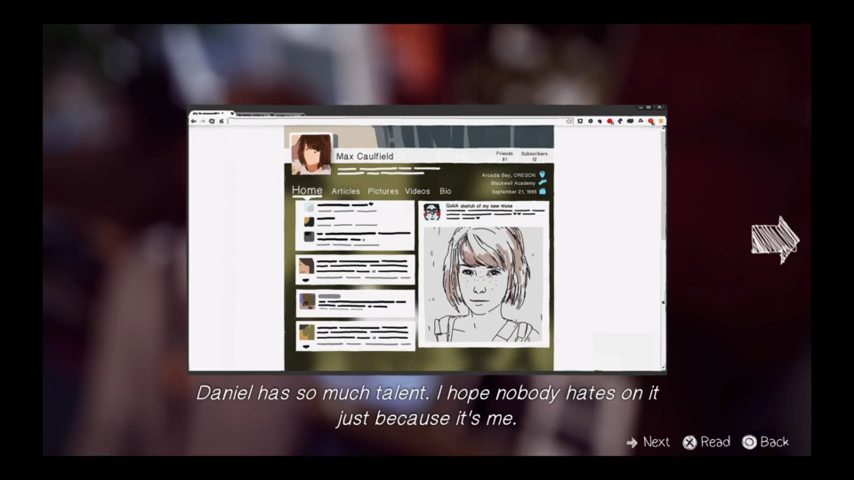 Max Caulfield
Friends
Subscribers
Arcadia Bay, OREGON
Blackwell Academy
September 21, 1995
Home Articles Pictures Videos Bio
Quick sketch of my new muse
Daniel has so much talent. I hope nobody hates on it
just because it's me.
Next Read Back